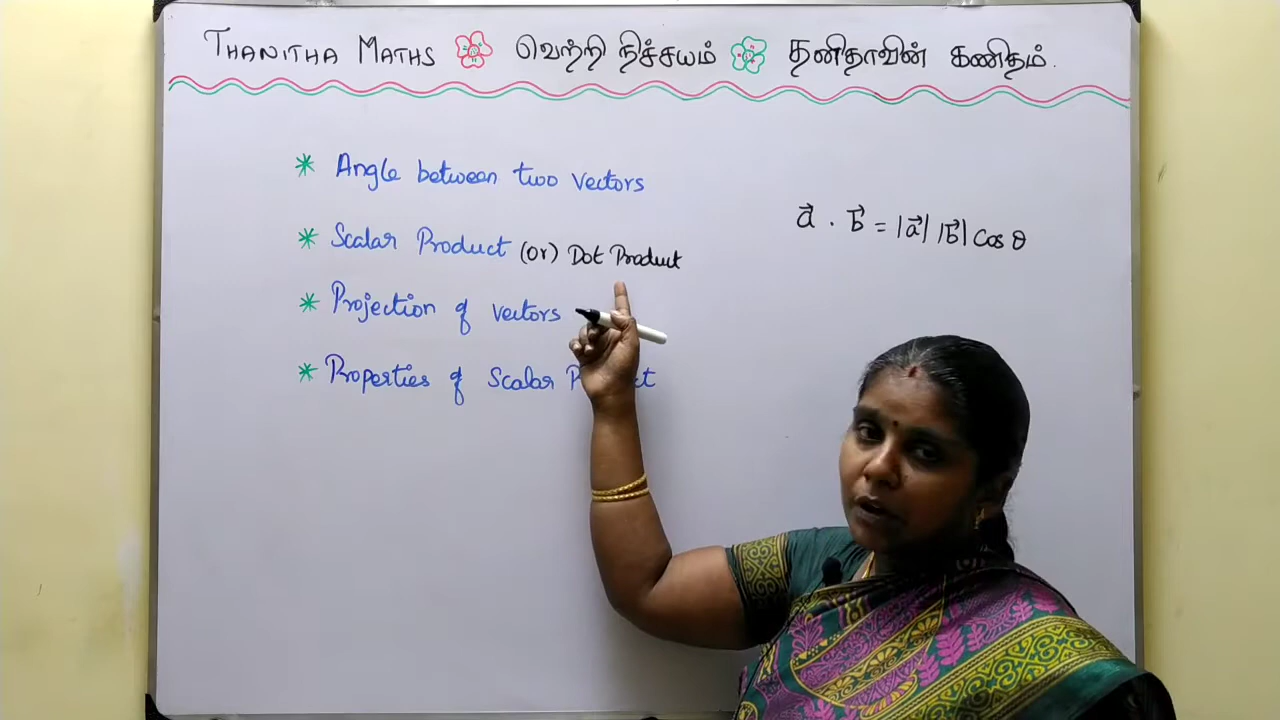 THANITHA MATHS வெற்றி நிச்சயம் தனிதாவின் கணிதம்.
* Angle between two vectors
* Scalar Product (or) Dot Product
a⃗ . b⃗ = |a⃗| |b⃗| Cos θ
* Projection of vectors
* Properties of Scalar P ct